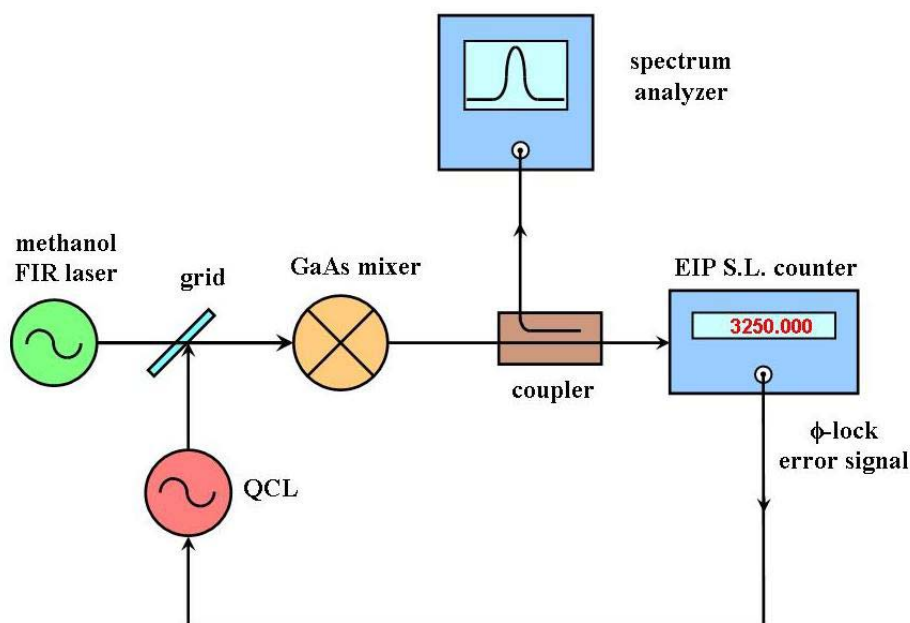 spectrum
analyzer
methanol
FIR laser
grid
GaAs mixer
EIP S.L. counter
3250.000
coupler
ϕ-lock
error signal
QCL